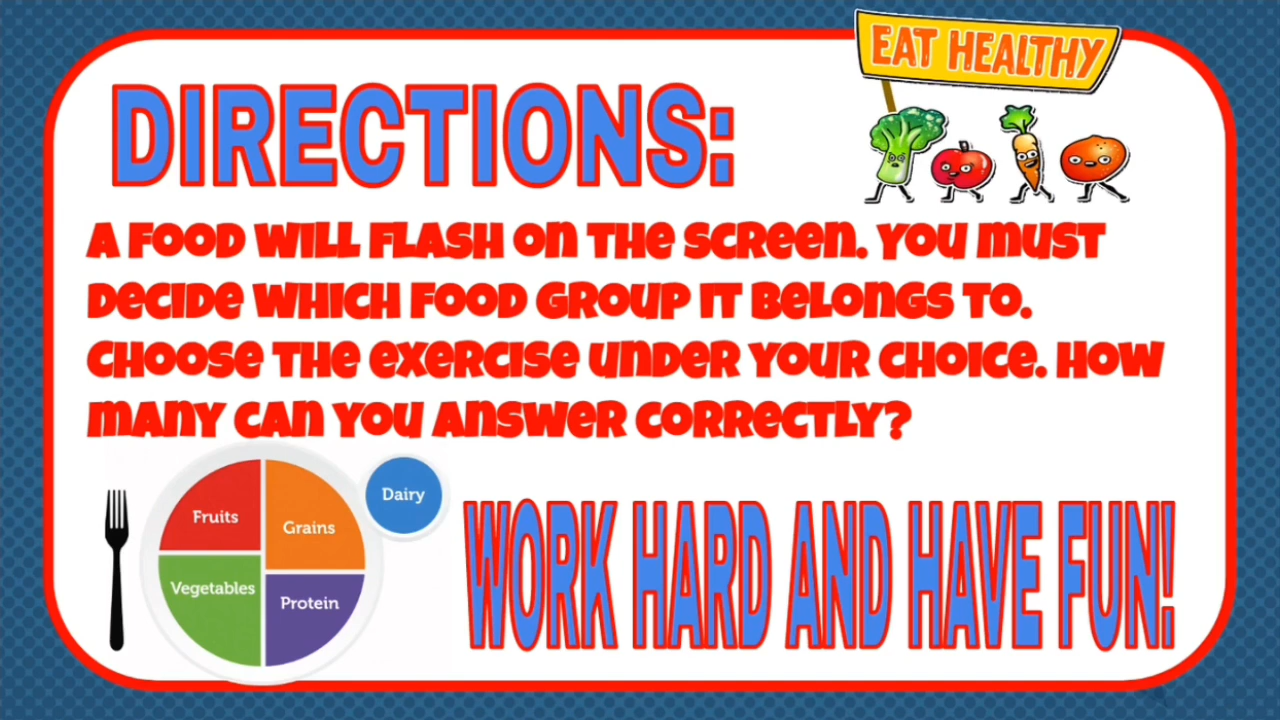 EAT HEALTHY
DIRECTIONS:
A FOOD WILL FLASH ON THE SCREEN. YOU MUST
DECIDE WHICH FOOD GROUP IT BELONGS TO.
CHOOSE THE EXERCISE UNDER YOUR CHOICE. HOW
MANY CAN YOU ANSWER CORRECTLY?
Dairy
Fruits
Grains
Vegetables
Protein
WORK HARD AND HAVE FUN!